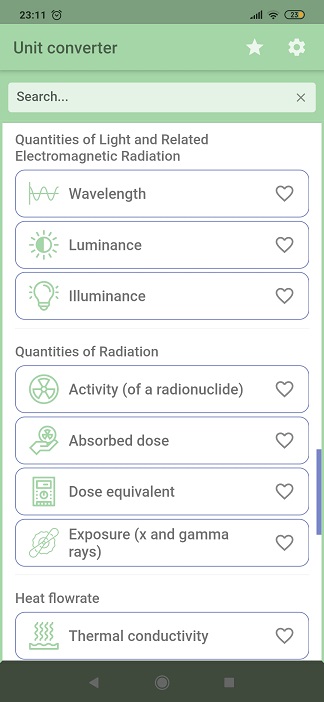 23:11
23
Unit converter
Search...
Quantities of Light and Related
Electromagnetic Radiation
Wavelength
Luminance
Illuminance
Quantities of Radiation
Activity (of a radionuclide)
Absorbed dose
Dose equivalent
Exposure (x and gamma
rays)
Heat flowrate
Thermal conductivity